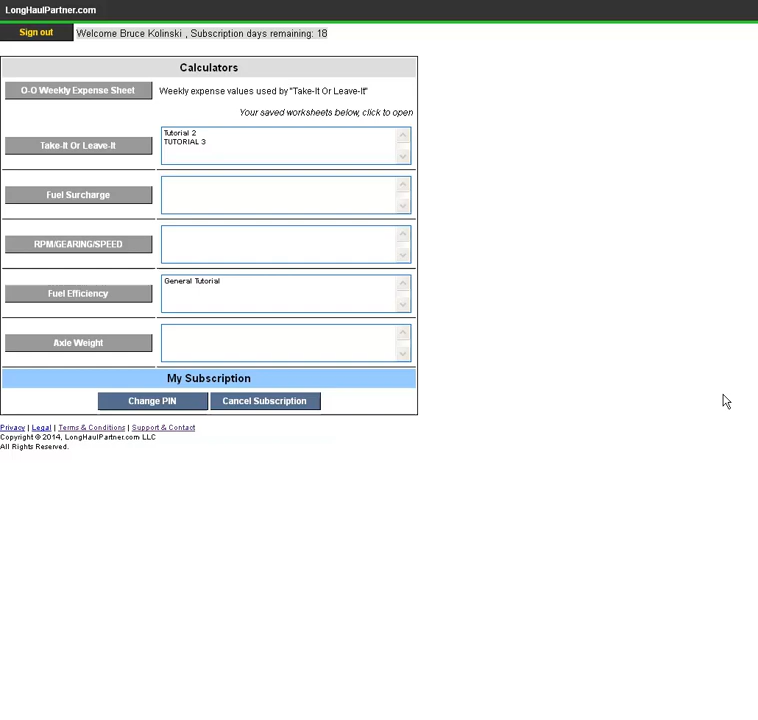 LongHaulPartner.com
Sign out
Welcome Bruce Kolinski , Subscription days remaining: 18
Calculators
O-O Weekly Expense Sheet
Weekly expense values used by "Take-It Or Leave-It"
Your saved worksheets below, click to open
Take-It Or Leave-It
Tutorial 2
TUTORIAL 3
Fuel Surcharge
RPM/GEARING/SPEED
Fuel Efficiency
General Tutorial
Axle Weight
My Subscription
Change PIN
Cancel Subscription
Privacy | Legal | Terms & Conditions | Support & Contact
Copyright © 2014, LongHaulPartner.com LLC
All Rights Reserved.